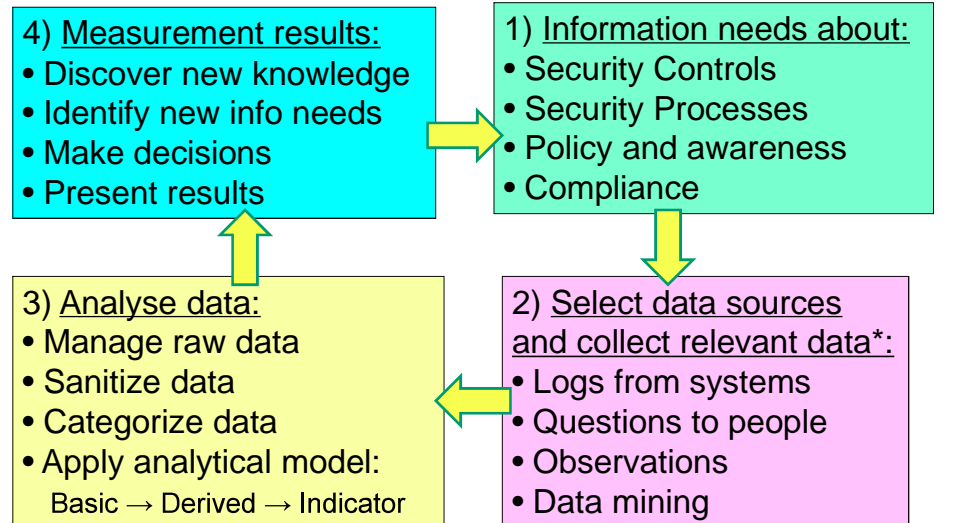 4) Measurement results:
• Discover new knowledge
• Identify new info needs
• Make decisions
• Present results
1) Information needs about:
• Security Controls
• Security Processes
• Policy and awareness
• Compliance
3) Analyse data:
• Manage raw data
• Sanitize data
• Categorize data
• Apply analytical model:
Basic → Derived → Indicator
2) Select data sources
and collect relevant data*:
• Logs from systems
• Questions to people
• Observations
• Data mining